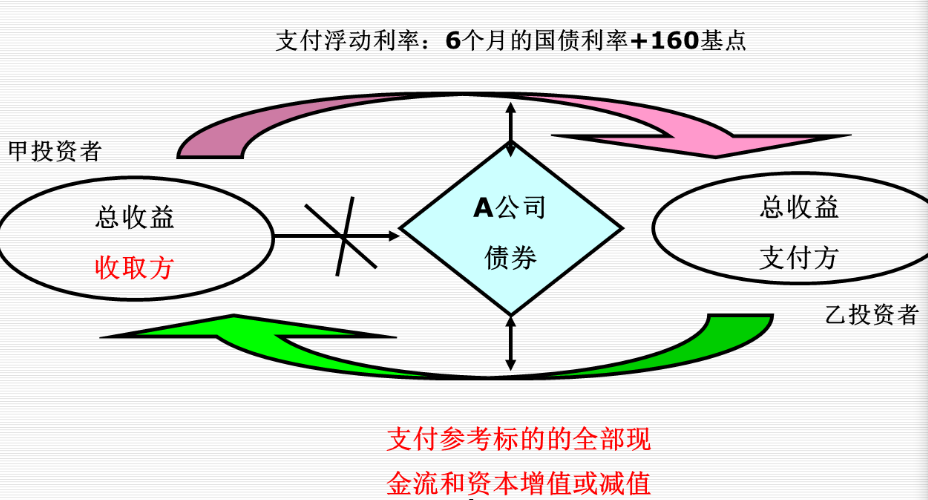 支付浮动利率：6个月的国债利率+160基点
甲投资者
总收益
收取方
A公司
债券
总收益
支付方
乙投资者
支付参考标的的全部现
金流和资本增值或减值